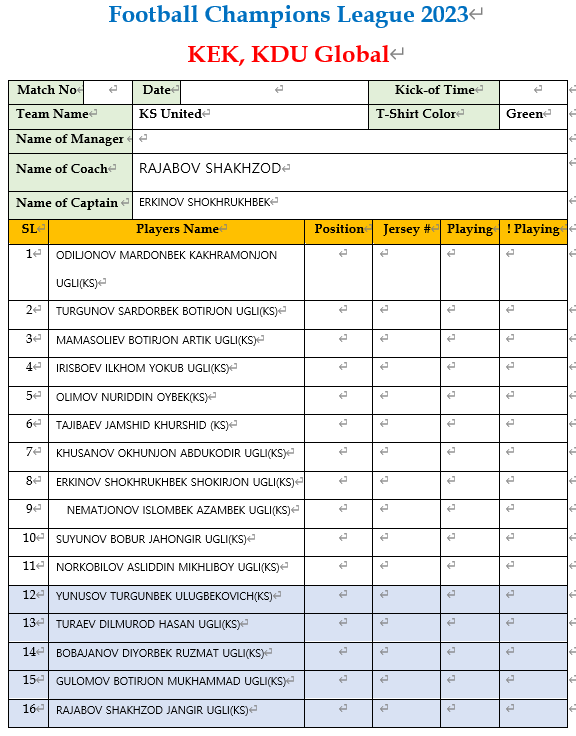 Football Champions League 2023
KEK, KDU Global
Match No Date Kick-of Time
Team Name KS United T-Shirt Color Green
Name of Manager
Name of Coach RAJABOV SHAKHZOD
Name of Captain ERKINOV SHOKHRUKHBEK
SL Players Name Position Jersey # Playing ! Playing
1 ODILJONOV MARDONBEK KAKHRAMONJON
UGLI(KS)
2 TURGUNOV SARDORBEK BOTIRJON UGLI(KS)
3 MAMASOLIEV BOTIRJON ARTIK UGLI(KS)
4 IRISBOEV ILKHOM YOKUB UGLI(KS)
5 OLIMOV NURIDDIN OYBEK(KS)
6 TAJIBAEV JAMSHID KHURSHID (KS)
7 KHUSANOV OKHUNJON ABDUKODIR UGLI(KS)
8 ERKINOV SHOKHRUKHBEK SHOKIRJON UGLI(KS)
9 NEMATJONOV ISLOMBEK AZAMBEK UGLI(KS)
10 SUYUNOV BOBUR JAHONGIR UGLI(KS)
11 NORKOBILOV ASLIDDIN MIKHLIBOY UGLI(KS)
12 YUNUSOV TURGUNBEK ULUGBEKOVICH(KS)
13 TURAEV DILMUROD HASAN UGLI(KS)
14 BOBAJANOV DIYORBEK RUZMAT UGLI(KS)
15 GULOMOV BOTIRJON MUKHAMMAD UGLI(KS)
16 RAJABOV SHAKHZOD JANGIR UGLI(KS)